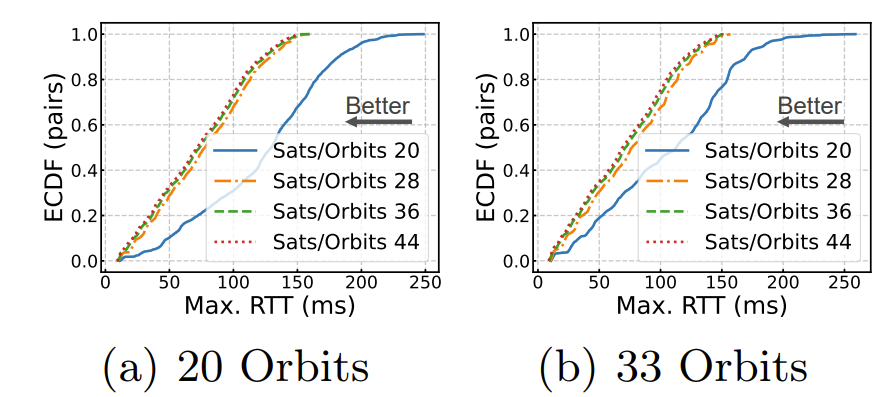 ECDF (pairs)
1.0
0.8
0.6
0.4
0.2
0.0
Better
Sats/Orbits 20
Sats/Orbits 28
Sats/Orbits 36
Sats/Orbits 44
0 50 100 150 200 250
Max. RTT (ms)
(a) 20 Orbits
ECDF (pairs)
1.0
0.8
0.6
0.4
0.2
0.0
Better
Sats/Orbits 20
Sats/Orbits 28
Sats/Orbits 36
Sats/Orbits 44
0 50 100 150 200 250
Max. RTT (ms)
(b) 33 Orbits